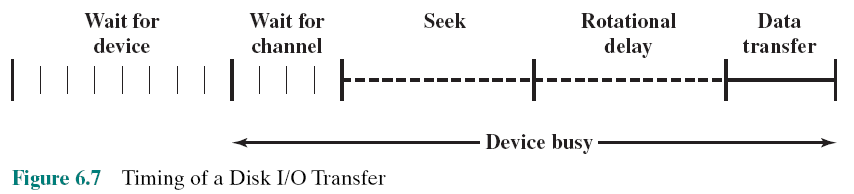 Wait for
device
Wait for
channel
Seek
Rotational
delay
Data
transfer
Device busy
Figure 6.7 Timing of a Disk I/O Transfer